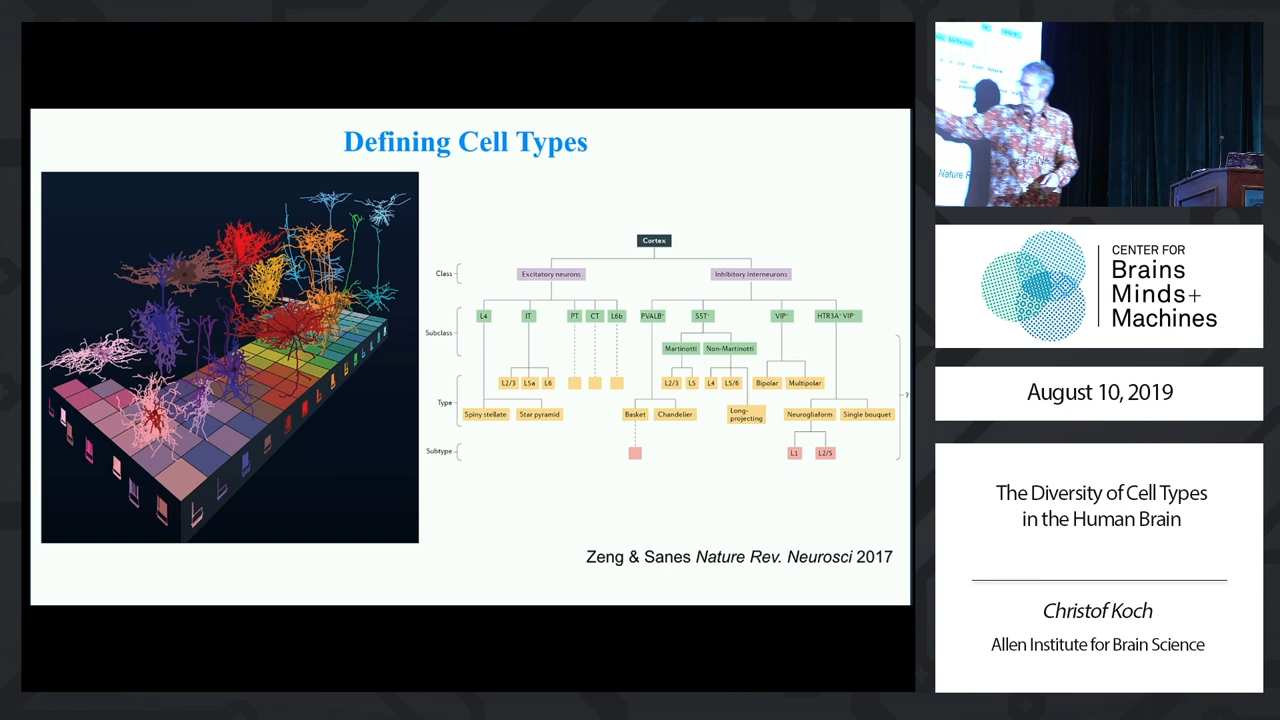 Defining Cell Types
Cortex
Class
Excitatory neurons
Inhibitory interneurons
Subclass
L4
IT
PT
CT
L6b
PVALB⁺
SST⁺
VIP⁺
HTR3A⁺ VIP⁻
Martinotti
Non-Martinotti
Type
L2/3
L5a
L6
L2/3
L5
L4
L5/6
Bipolar
Multipolar
?
Spiny stellate
Star pyramid
Basket
Chandelier
Long-
projecting
Neurogliaform
Single bouquet
Subtype
L1
L2/5
Zeng & Sanes Nature Rev. Neurosci 2017
CENTER FOR
Brains
Minds+
Machines
August 10, 2019
The Diversity of Cell Types
in the Human Brain
Christof Koch
Allen Institute for Brain Science